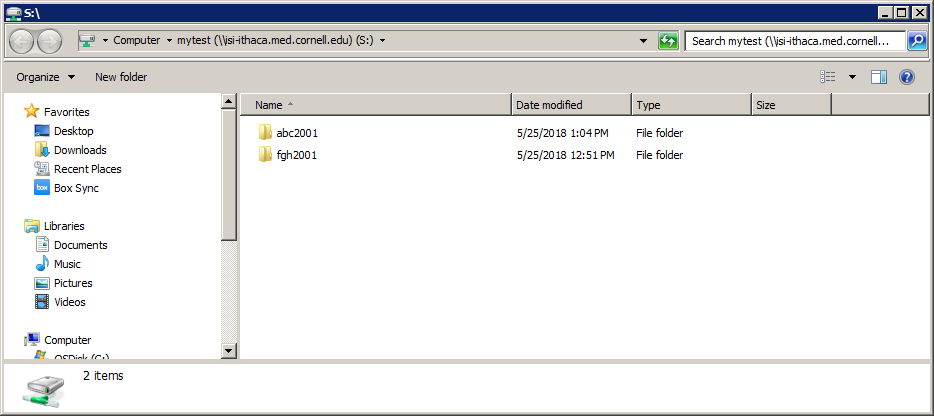 S:\
Computer mytest (\\isi-ithaca.med.cornell.edu) (S:)
Search mytest (\\isi-ithaca.med.cornell...
Organize New folder
Favorites
Desktop
Downloads
Recent Places
Box Sync
Libraries
Documents
Music
Pictures
Videos
Computer
OSDisk (C:)
Name Date modified Type Size
abc2001 5/25/2018 1:04 PM File folder
fgh2001 5/25/2018 12:51 PM File folder
2 items